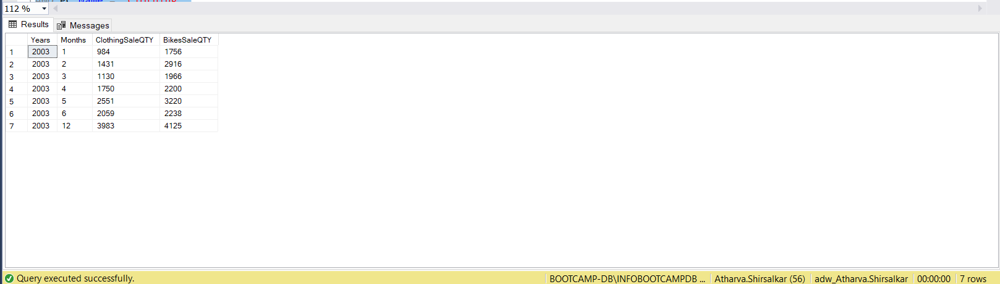 112 %
Results Messages
Years Months ClothingSaleQTY BikesSaleQTY
1 2003 1 984 1756
2 2003 2 1431 2916
3 2003 3 1130 1966
4 2003 4 1750 2200
5 2003 5 2551 3220
6 2003 6 2059 2238
7 2003 12 3983 4125
Query executed successfully. BOOTCAMP-DB\INFOBOOTCAMPDB ... Atharva.Shirsalkar (56) adw_Atharva.Shirsalkar 00:00:00 7 rows